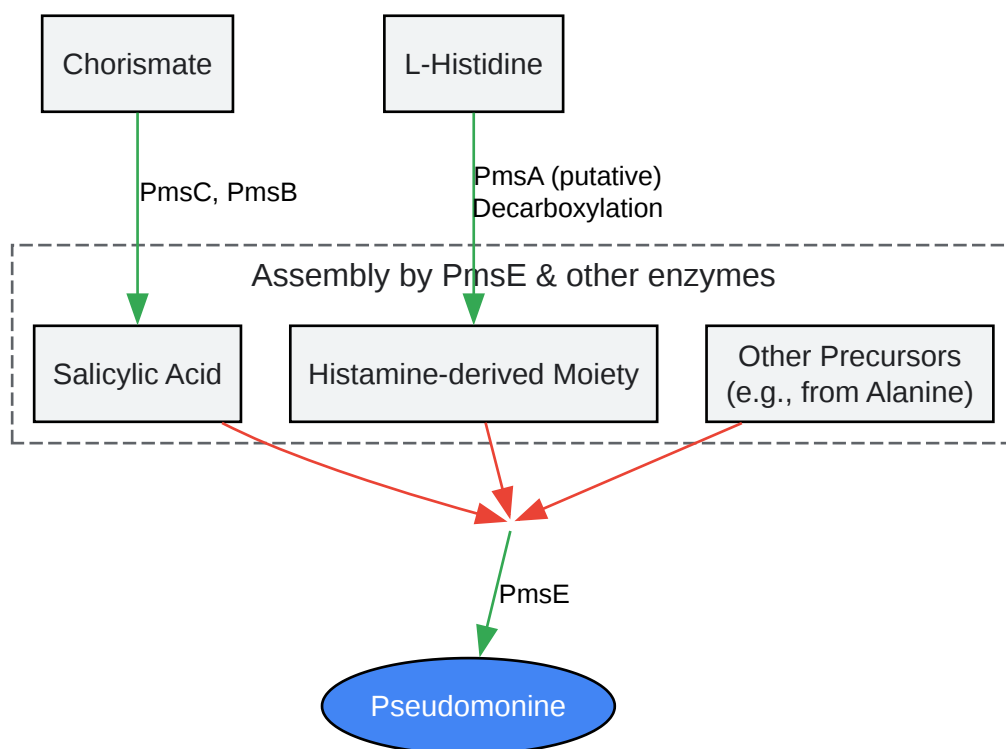 Chorismate
L-Histidine
PmsC, PmsB
PmsA (putative)
Decarboxylation
Assembly by PmsE & other enzymes
Salicylic Acid
Histamine-derived Moiety
Other Precursors
(e.g., from Alanine)
PmsE
Pseudomonine